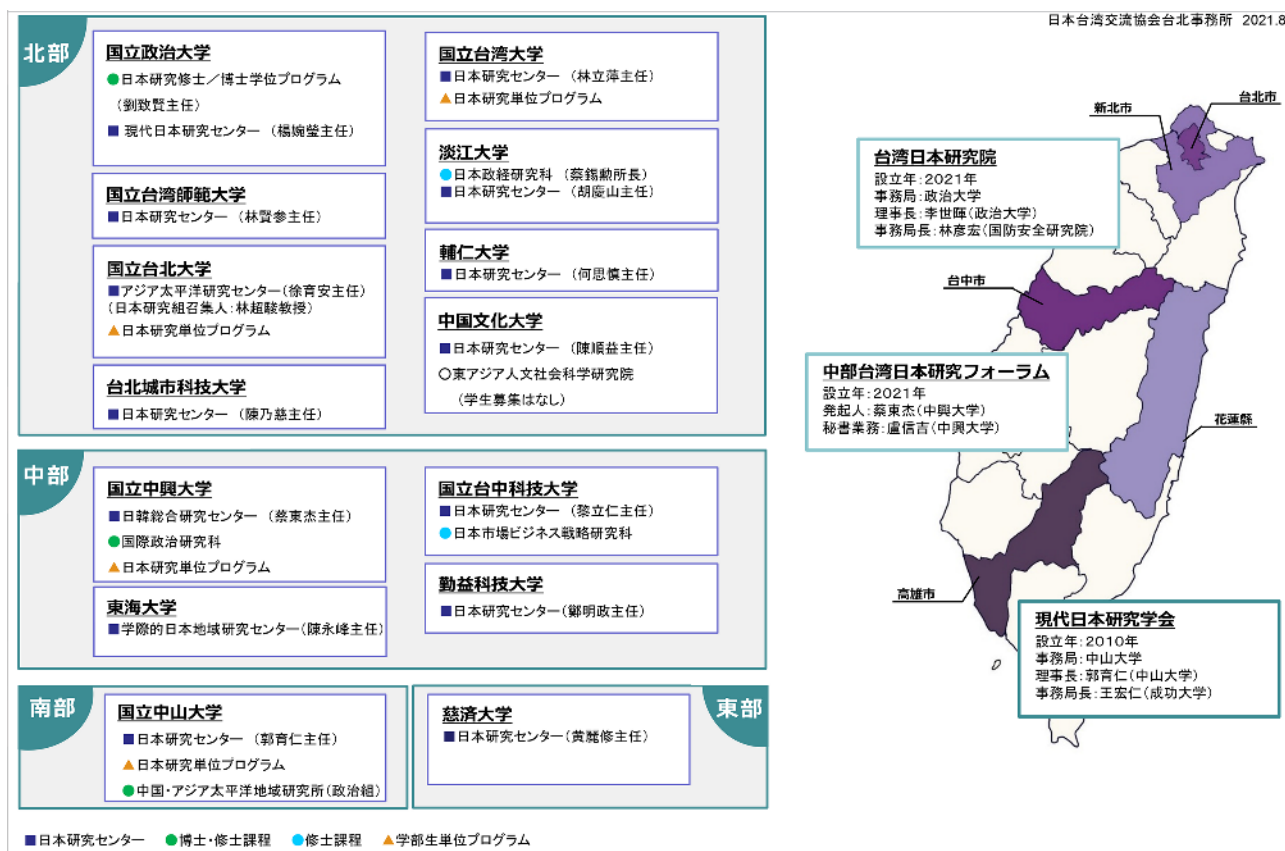 日本台湾交流協会台北事務所 2021.8
北部
国立政治大学
●日本研究修士／博士学位プログラム
(劉致賢主任)
■ 現代日本研究センター (楊婉瑩主任)
国立台湾師範大学
■日本研究センター (林賢参主任)
国立台北大学
■アジア太平洋研究センター(徐育安主任)
(日本研究組召集人:林超駿教授)
▲日本研究単位プログラム
台北城市科技大学
■日本研究センター (陳乃慈主任)
国立台湾大学
■日本研究センター (林立萍主任)
▲日本研究単位プログラム
淡江大学
●日本政経研究科 (蔡錫勲所長)
■日本研究センター (胡慶山主任)
輔仁大学
■日本研究センター (何思慎主任)
中国文化大学
■日本研究センター (陳順益主任)
○東アジア人文社会科学研究院
(学生募集はなし)
中部
国立中興大学
■日韓総合研究センター (蔡東杰主任)
●国際政治研究科
▲日本研究単位プログラム
東海大学
■学際的日本地域研究センター(陳永峰主任)
国立台中科技大学
■日本研究センター (黎立仁主任)
●日本市場ビジネス戦略研究科
勤益科技大学
■日本研究センター(鄭明政主任)
南部
国立中山大学
■日本研究センター (郭育仁主任)
▲日本研究単位プログラム
●中国・アジア太平洋地域研究所(政治組)
東部
慈済大学
■日本研究センター(黄麗修主任)
■日本研究センター ●博士・修士課程 ●修士課程 ▲学部生単位プログラム
台北市
新北市
台湾日本研究院
設立年:2021年
事務局:政治大学
理事長:李世暉(政治大学)
事務局長:林彦宏(国防安全研究院)
台中市
中部台湾日本研究フォーラム
設立年:2021年
発起人:蔡東杰(中興大学)
秘書業務:盧信吉(中興大学)
花蓮縣
高雄市
現代日本研究学会
設立年:2010年
事務局:中山大学
理事長:郭育仁(中山大学)
事務局長:王宏仁(成功大学)